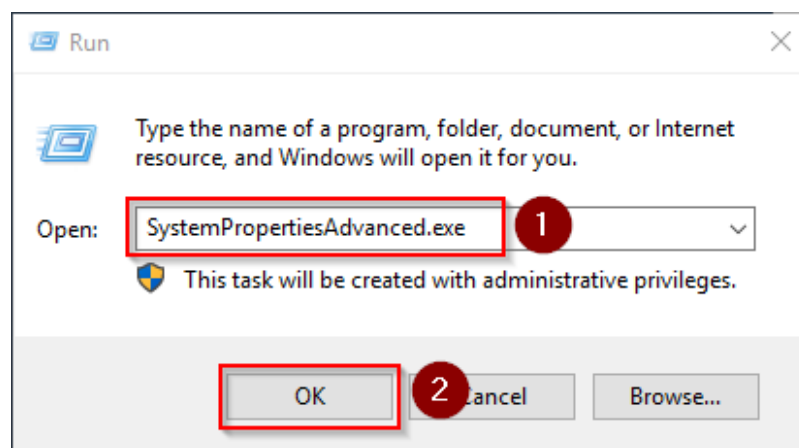 Run
Type the name of a program, folder, document, or Internet
resource, and Windows will open it for you.
Open: SystemPropertiesAdvanced.exe 1
This task will be created with administrative privileges.
OK 2 Cancel Browse...